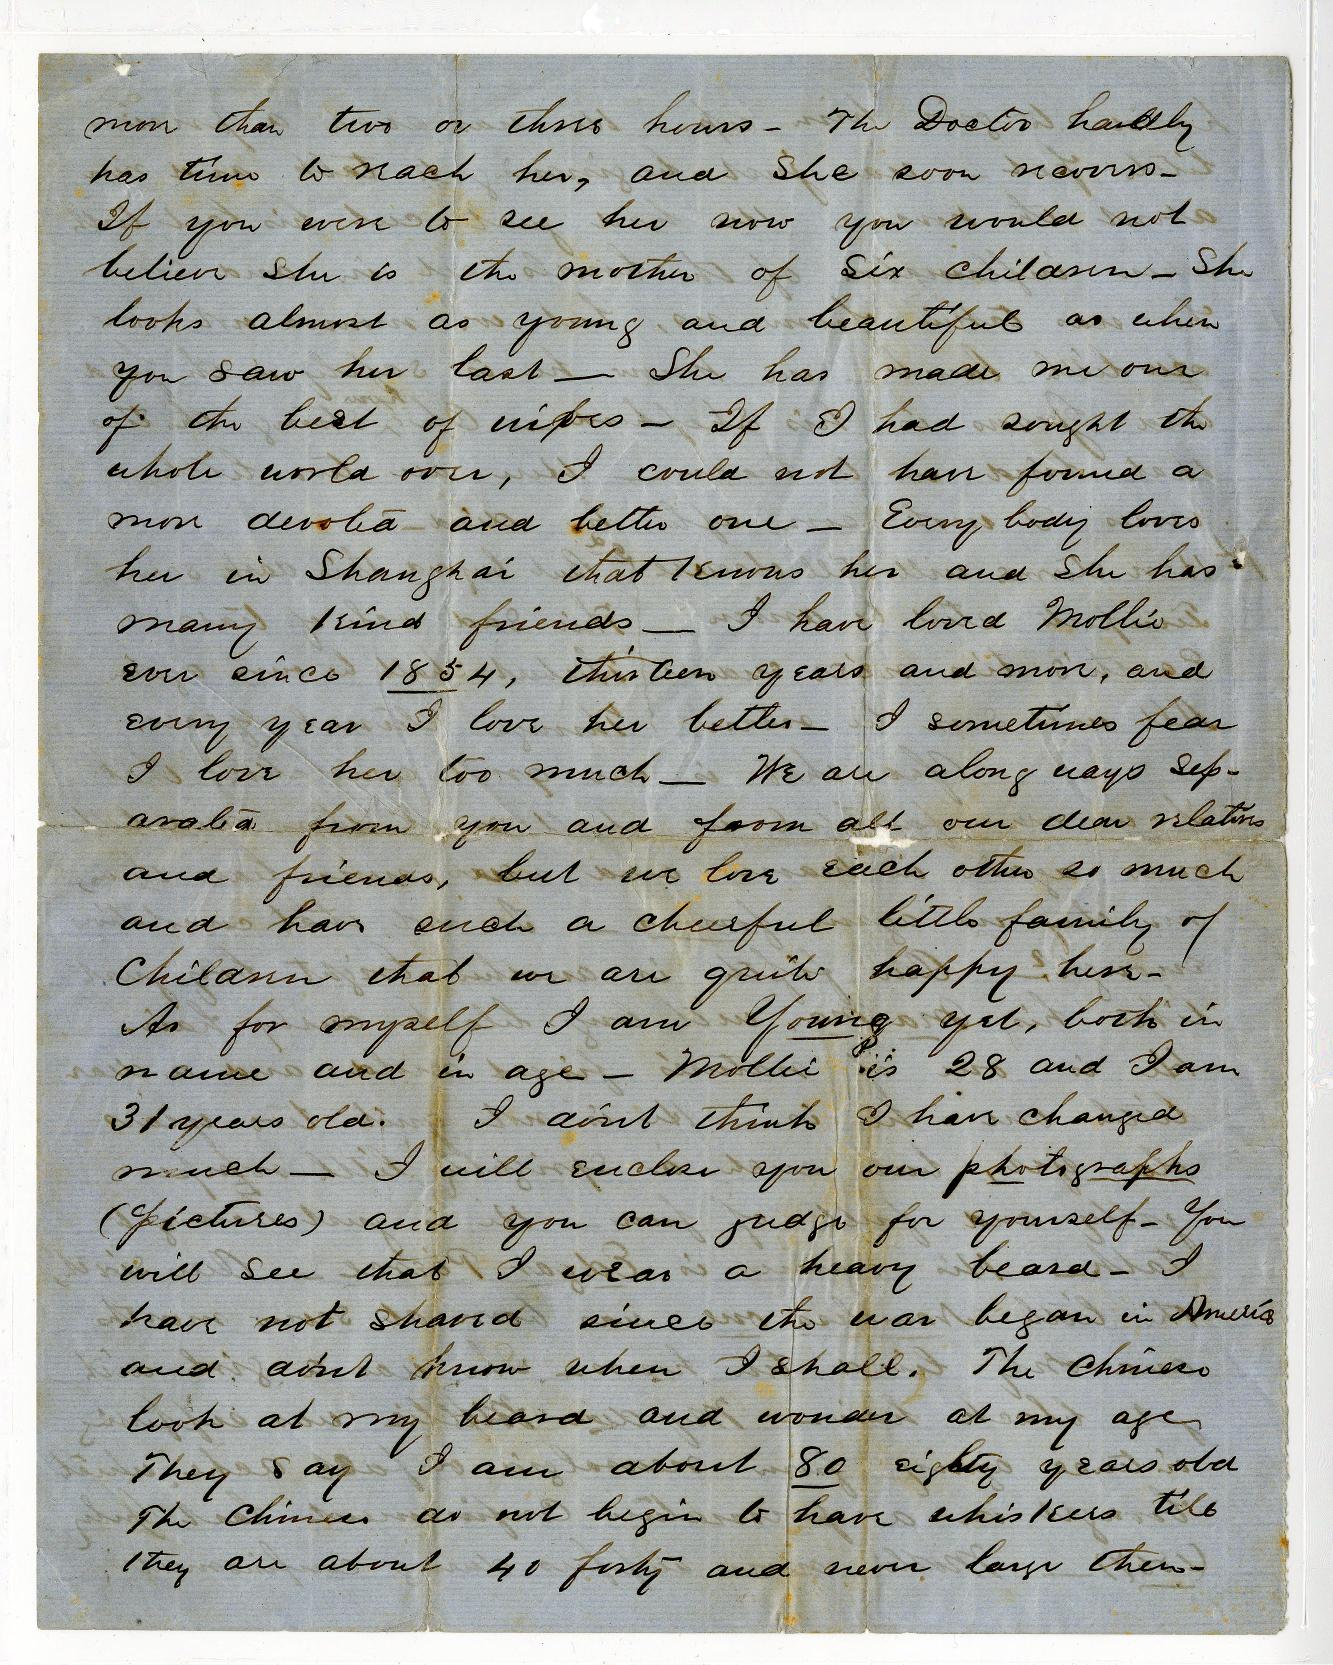 more than two or three hours — The Doctor hardly
has time to reach her, and she soon recovers —
If you were to see her now you would not
believe she is the mother of six children — She
looks almost as young and beautiful as when
you saw her last — She has made me one
of the best of wifes — If I had sought the
whole world over, I could not have found a
more devoted and better one — Every body loves
her in Shanghai that knows her and she has
many kind friends — I have loved Mollie
ever since 1854, thirteen years and more, and
every year I love her better — I sometimes fear
I love her too much — We are a long ways sep-
arated from you and from all our dear relatives
and friends, but we love each other so much
and have such a cheerful little family of
Children that we are quite happy here —
As for myself I am Young yet, both in
name and in age — Mollie is 28 and I am
31 years old. I don't think I have changed
much — I will enclose you our photographs
(pictures) and you can judge for yourself — You
will see that I wear a heavy beard — I
have not shaved since the war began in America
and don't know when I shall. The Chinese
look at my beard and wonder at my age
They say I am about 80 eighty years old
The Chinese do not begin to have whiskers till
they are about 40 forty and never large then —